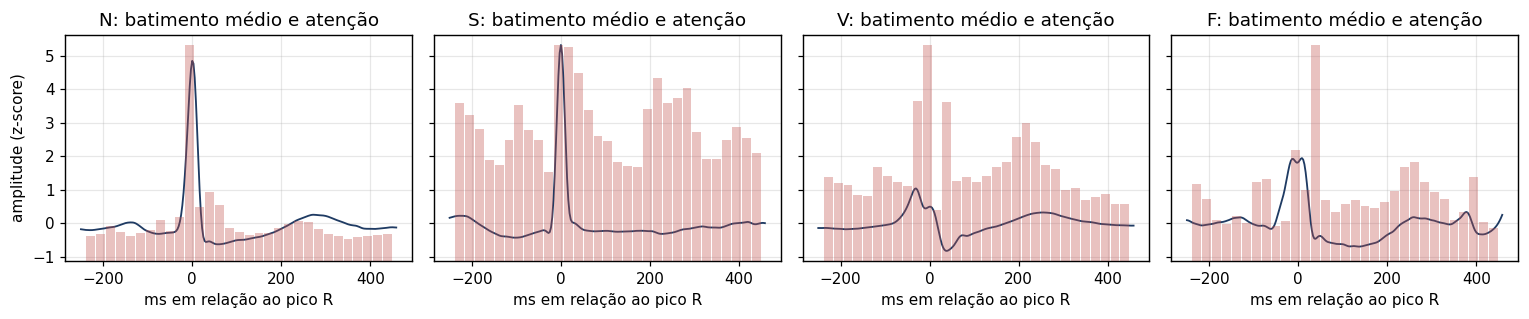 N: batimento médio e atenção
S: batimento médio e atenção
V: batimento médio e atenção
F: batimento médio e atenção
amplitude (z-score)
5
4
3
2
1
0
−1
−200 0 200 400
−200 0 200 400
−200 0 200 400
−200 0 200 400
ms em relação ao pico R
ms em relação ao pico R
ms em relação ao pico R
ms em relação ao pico R